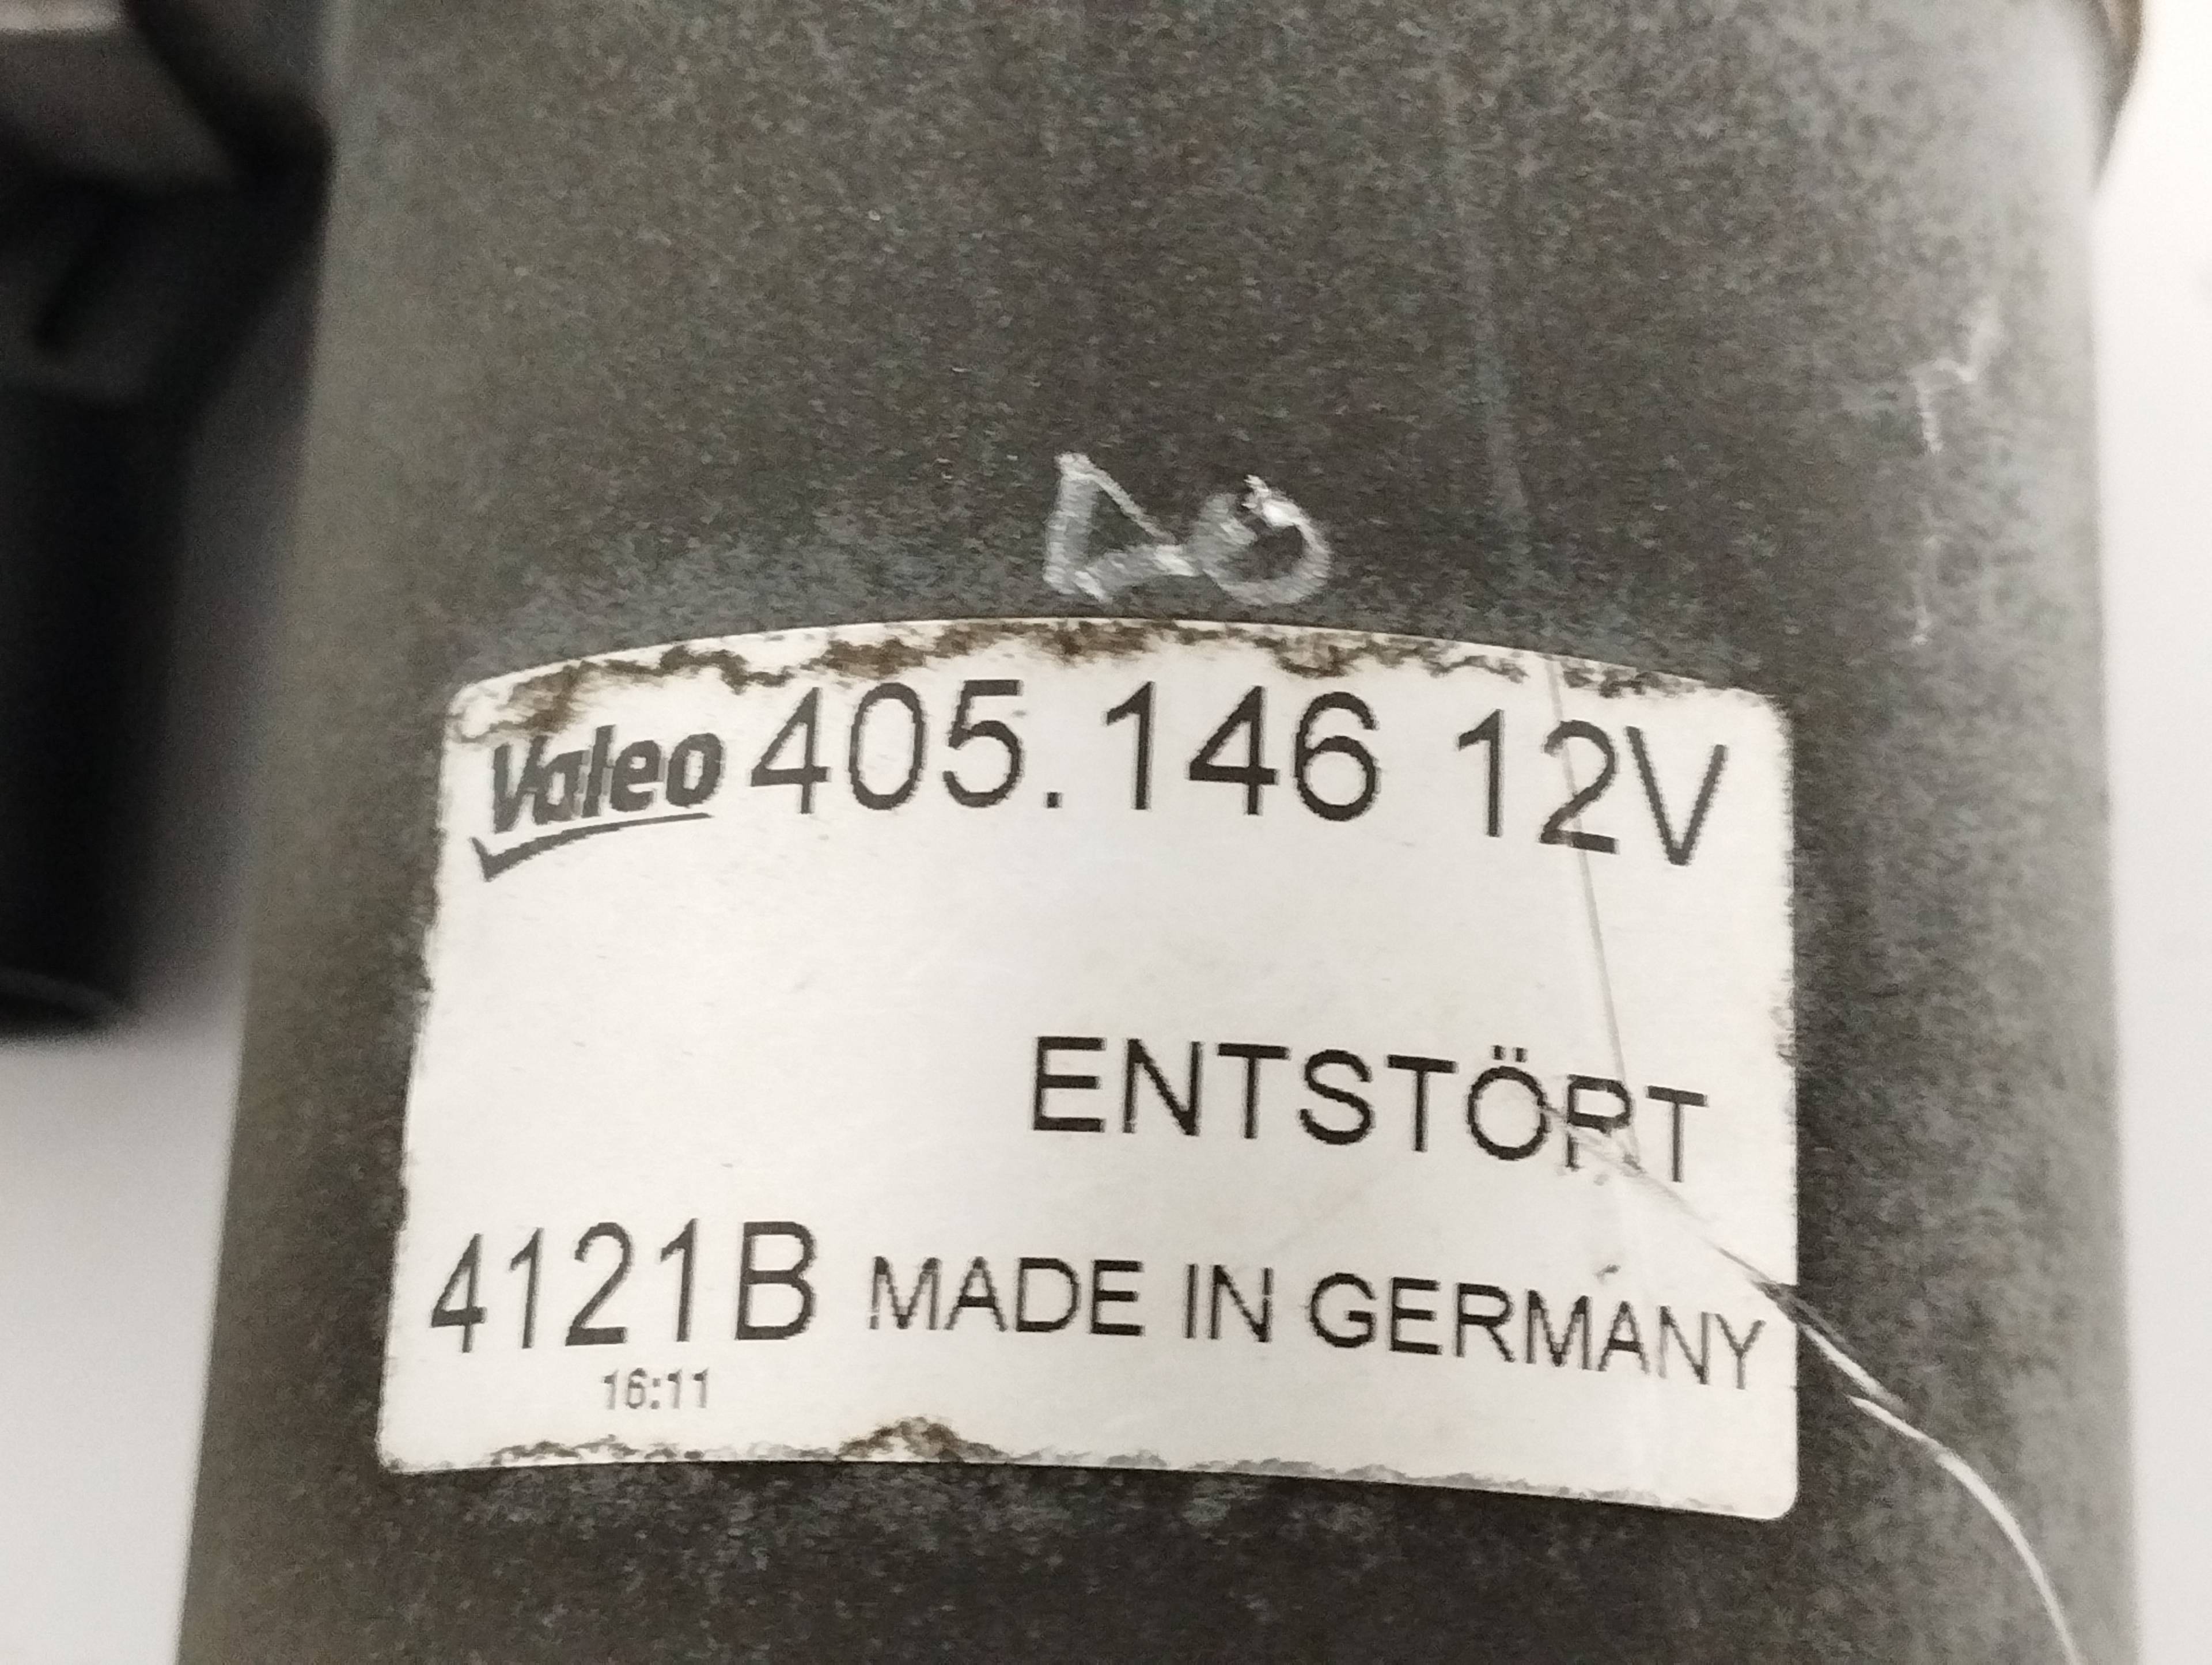 Valeo 405.146 12V
ENTSTÖRT
4121B MADE IN GERMANY
16:11